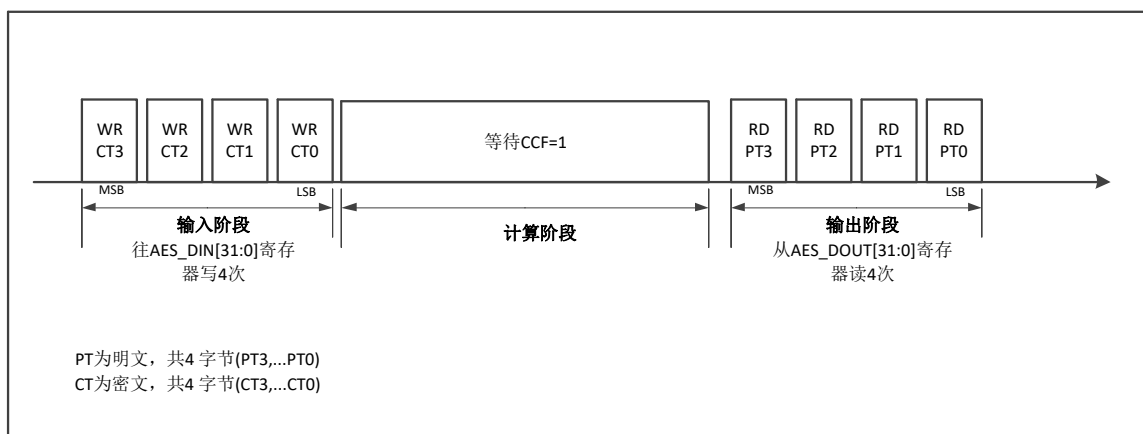 WR WR WR WR
CT3 CT2 CT1 CT0
等待CCF=1
RD RD RD RD
PT3 PT2 PT1 PT0
MSB LSB MSB LSB
输入阶段
往AES_DIN[31:0]寄存
器写4次
计算阶段
输出阶段
从AES_DOUT[31:0]寄存
器读4次
PT为明文，共4 字节(PT3,...PT0)
CT为密文，共4 字节(CT3,...CT0)